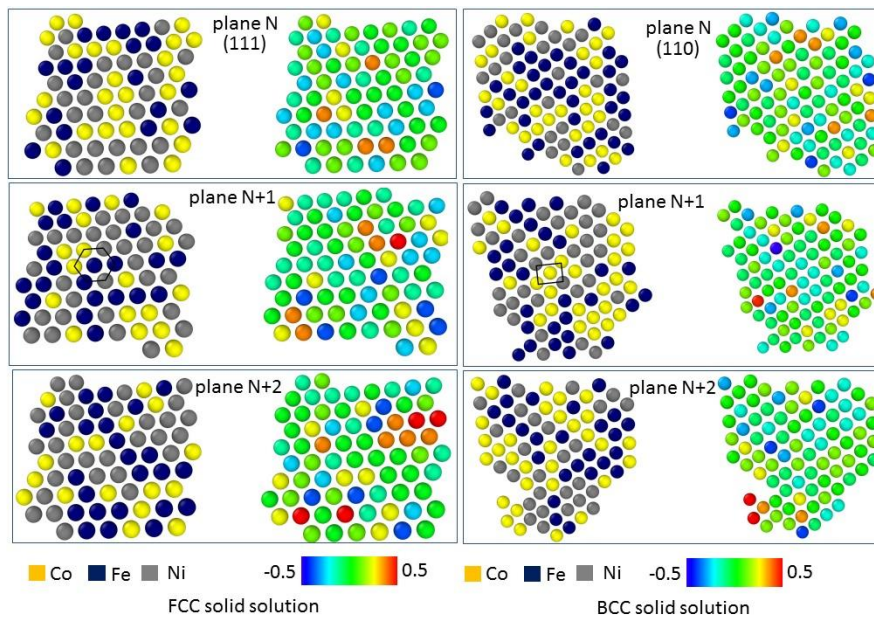 plane N
(111)
plane N
(110)
plane N+1
plane N+1
plane N+2
plane N+2
Co Fe Ni -0.5 0.5
Co Fe Ni -0.5 0.5
FCC solid solution
BCC solid solution